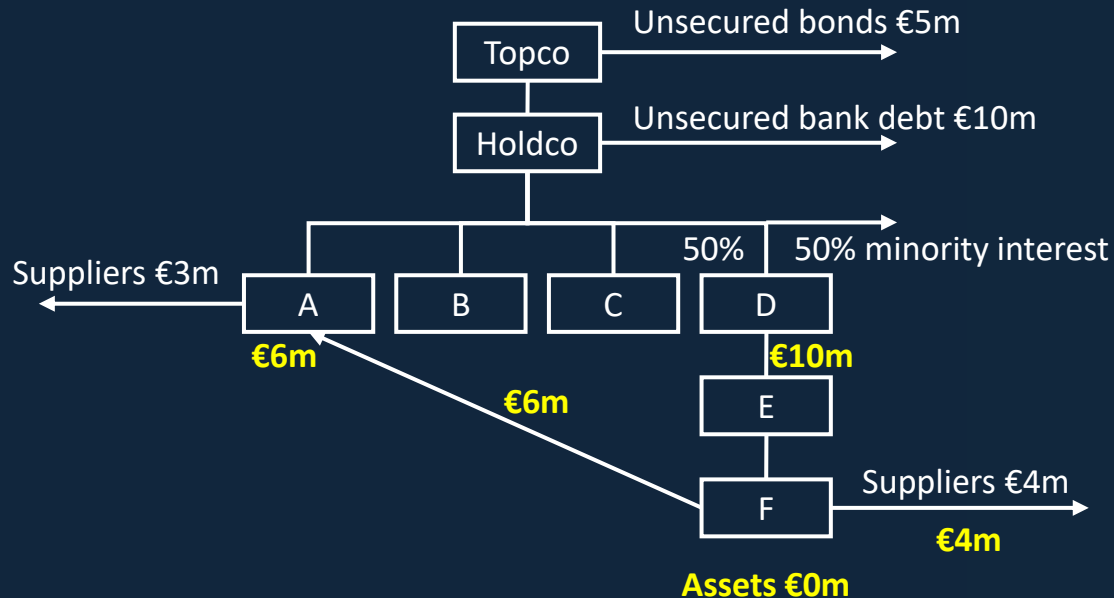 Unsecured bonds €5m
Topco
Unsecured bank debt €10m
Holdco
50%
50% minority interest
Suppliers €3m
A
B
C
D
€6m
€10m
€6m
E
Suppliers €4m
F
€4m
Assets €0m